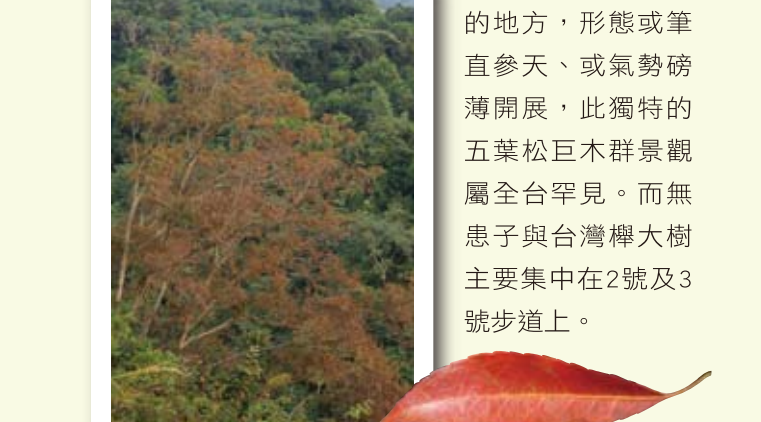 的地方，形態或筆
直參天、或氣勢磅
薄開展，此獨特的
五葉松巨木群景觀
屬全台罕見。而無
患子與台灣櫸大樹
主要集中在2號及3
號步道上。